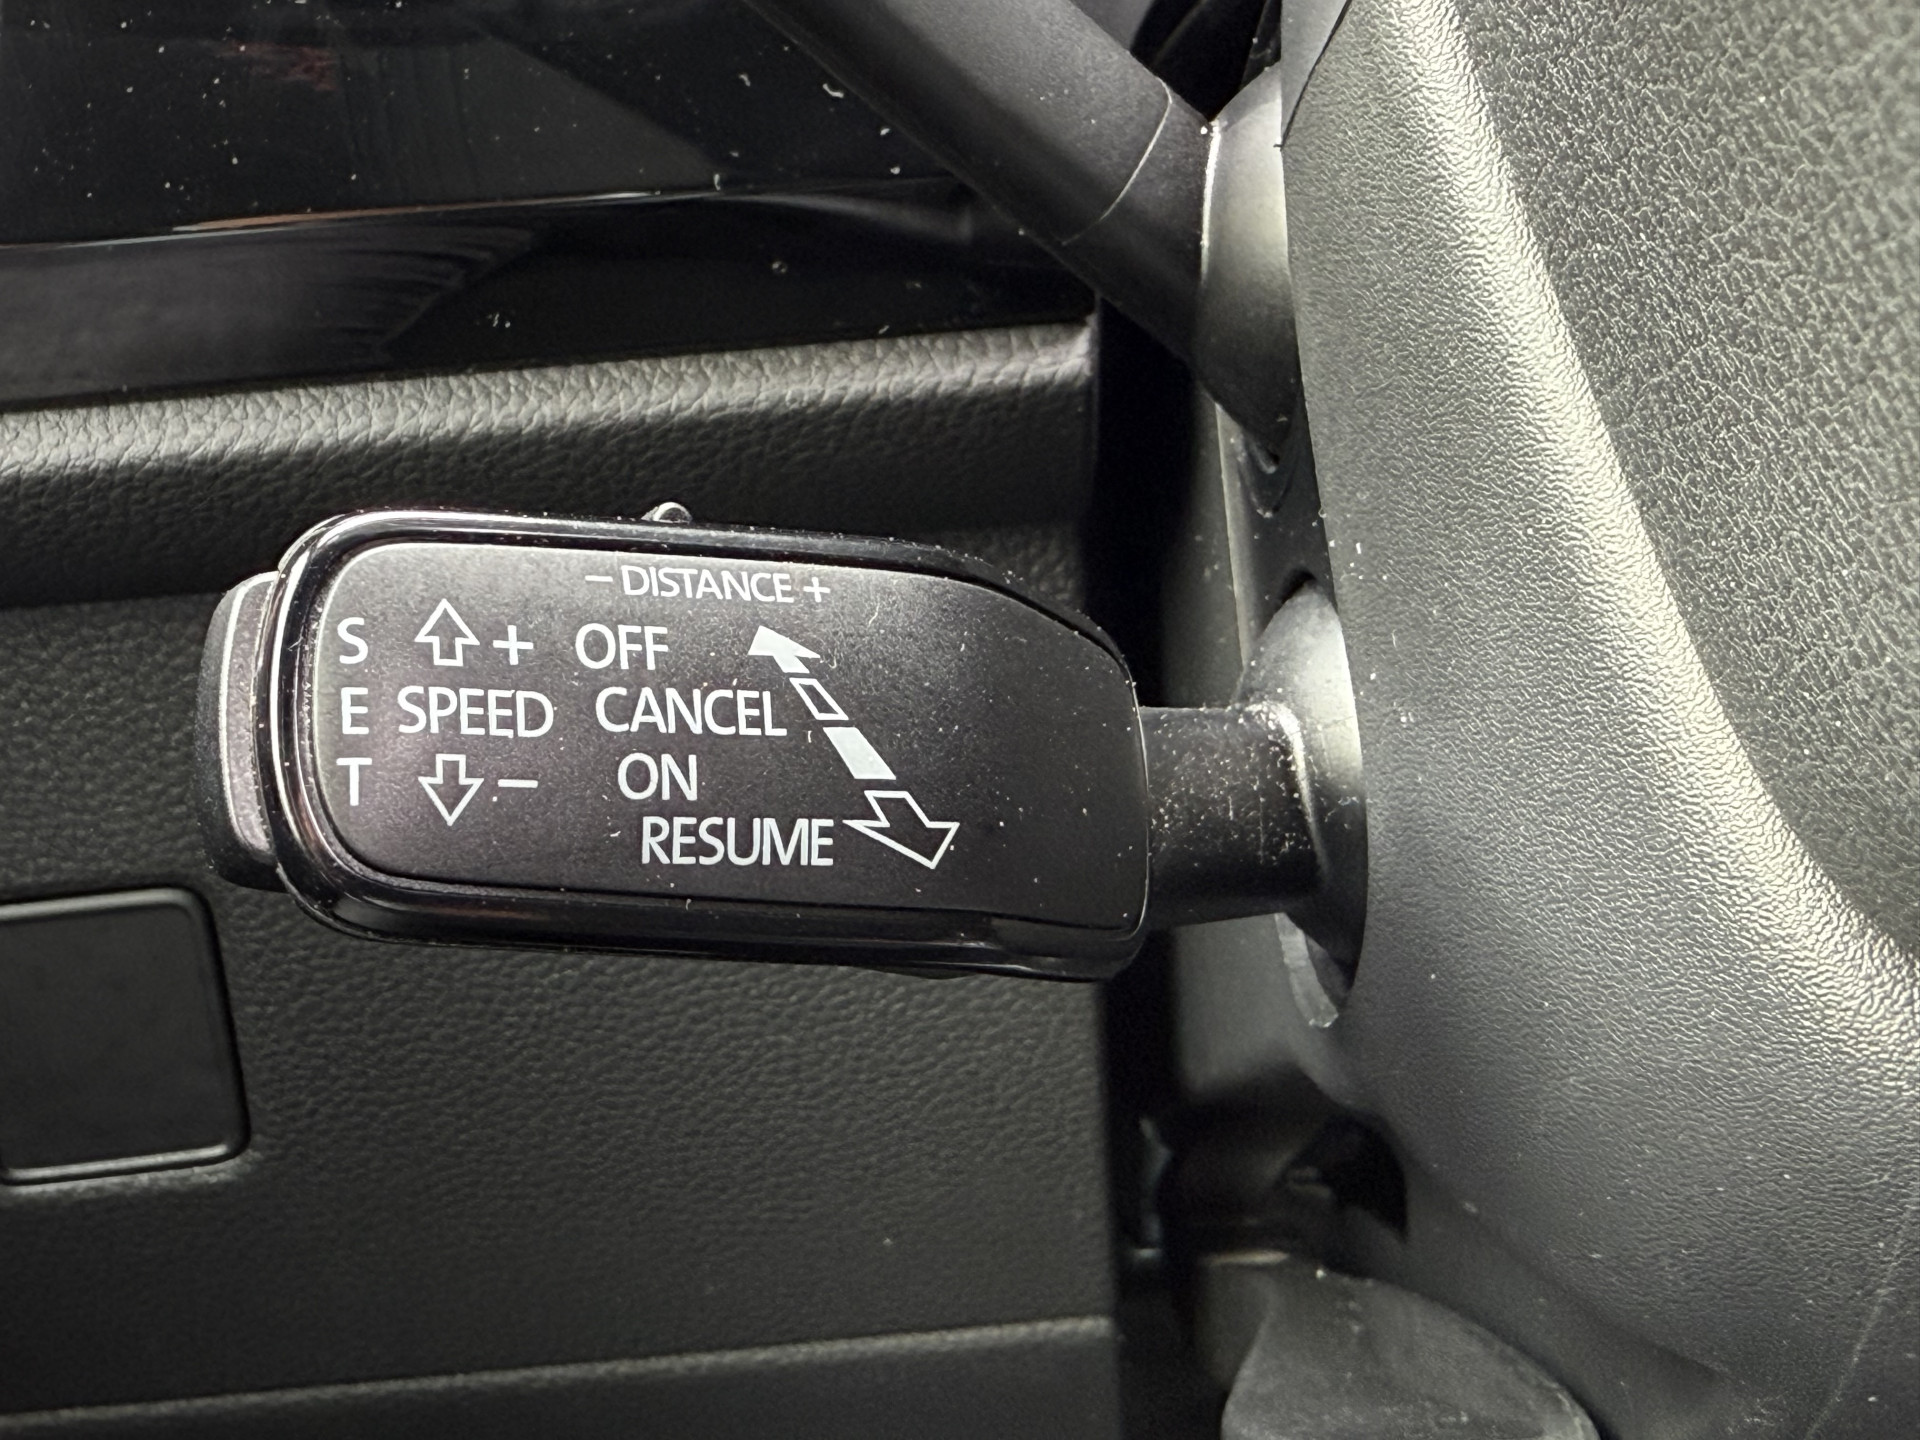 – DISTANCE +
S + OFF
E SPEED CANCEL
T – ON
RESUME